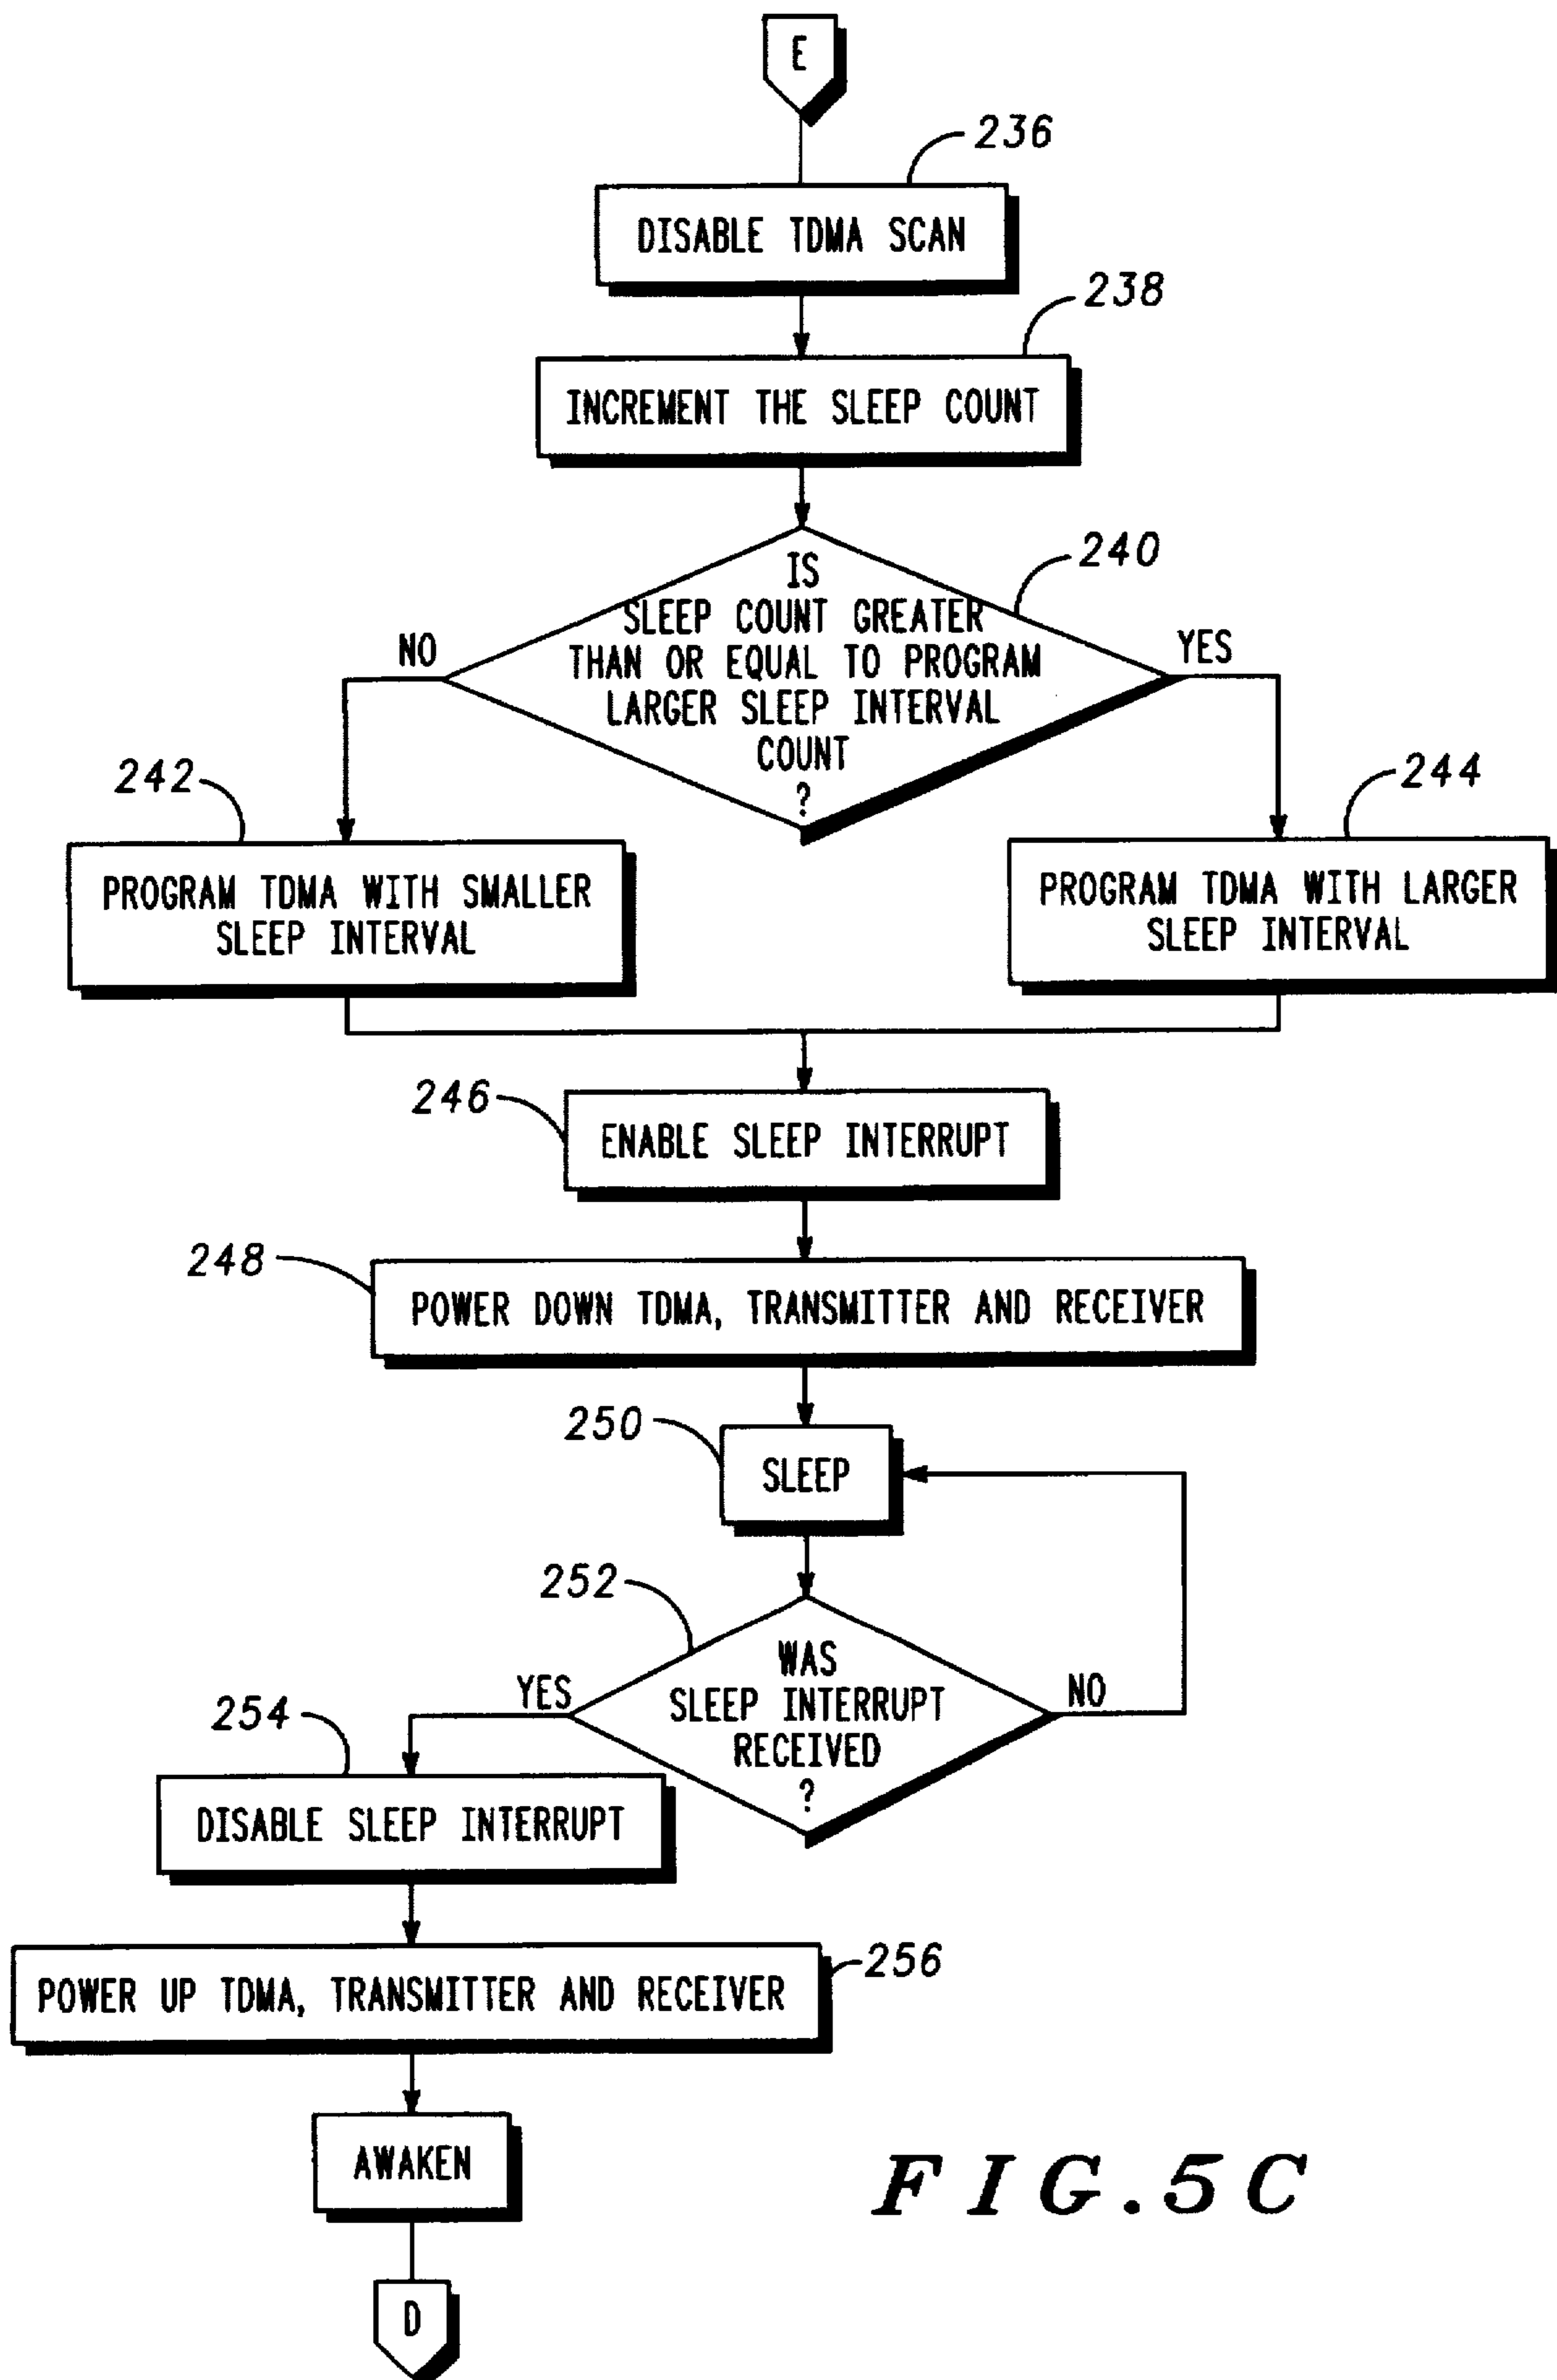 E
236
DISABLE TDMA SCAN
238
INCREMENT THE SLEEP COUNT
240
IS
SLEEP COUNT GREATER
THAN OR EQUAL TO PROGRAM
LARGER SLEEP INTERVAL
COUNT
?
NO
YES
242
PROGRAM TDMA WITH SMALLER
SLEEP INTERVAL
244
PROGRAM TDMA WITH LARGER
SLEEP INTERVAL
246
ENABLE SLEEP INTERRUPT
248
POWER DOWN TDMA, TRANSMITTER AND RECEIVER
250
SLEEP
252
WAS
SLEEP INTERRUPT
RECEIVED
?
YES
NO
254
DISABLE SLEEP INTERRUPT
256
POWER UP TDMA, TRANSMITTER AND RECEIVER
AWAKEN
D
FIG. 5C